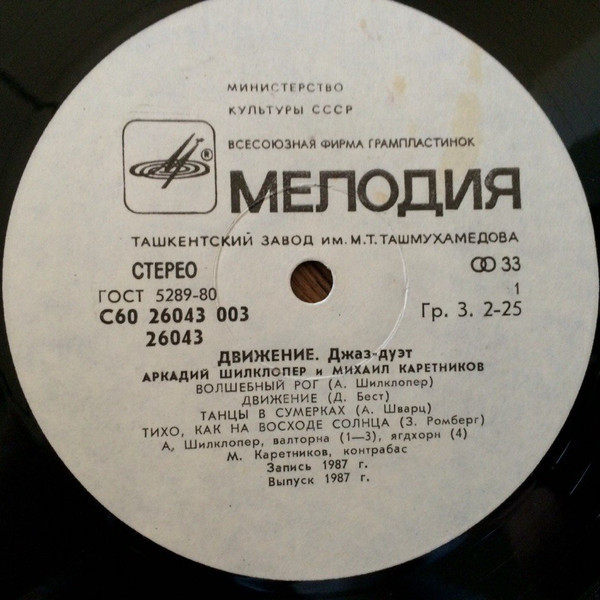 МИНИСТЕРСТВО
КУЛЬТУРЫ СССР
ВСЕСОЮЗНАЯ ФИРМА ГРАМПЛАСТИНОК
®
МЕЛОДИЯ
ТАШКЕНТСКИЙ ЗАВОД ИМ. М.Т. ТАШМУХАМЕДОВА
СТЕРЕО 33
ГОСТ 5289-80 1
С60 26043 003 Гр. 3. 2-25
26043
ДВИЖЕНИЕ. Джаз-дуэт
АРКАДИЙ ШИЛКЛОПЕР и МИХАИЛ КАРЕТНИКОВ
ВОЛШЕБНЫЙ РОГ (А. Шилклопер)
ДВИЖЕНИЕ (Д. Бест)
ТАНЦЫ В СУМЕРКАХ (А. Шварц)
ТИХО, КАК НА ВОСХОДЕ СОЛНЦА (З. Ромберг)
А. Шилклопер, валторна (1—3), ягдхорн (4)
М. Каретников, контрабас
Запись 1987 г.
Выпуск 1987 г.